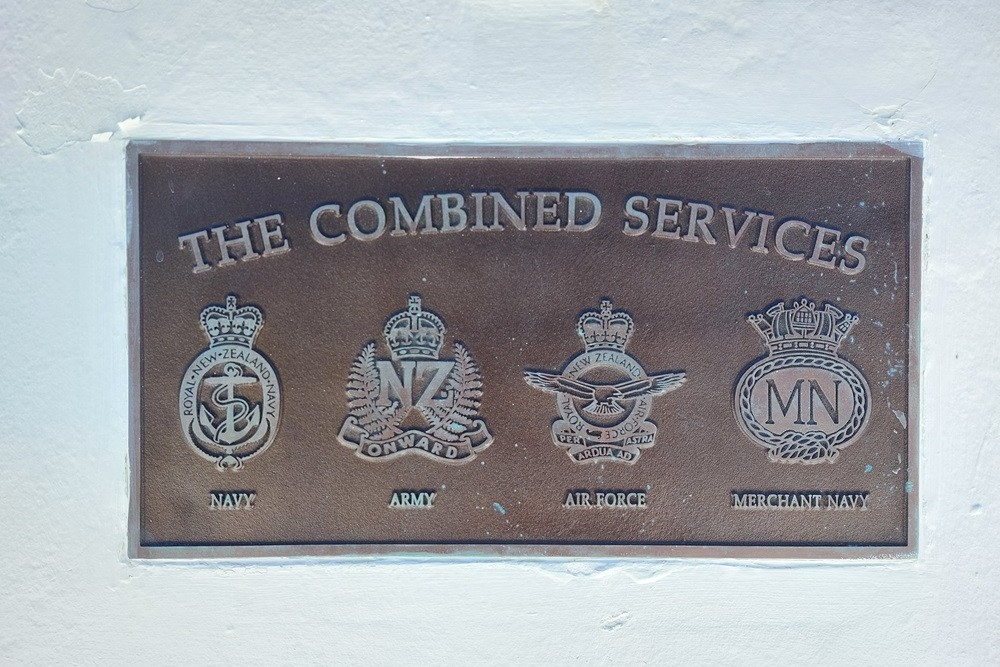 THE COMBINED SERVICES
ROYAL·NEW·ZEALAND·NAVY
NZ
ONWARD
ROYAL NEW ZEALAND AIR FORCE
PER ARDUA AD ASTRA
MN
NAVY
ARMY
AIR FORCE
MERCHANT NAVY